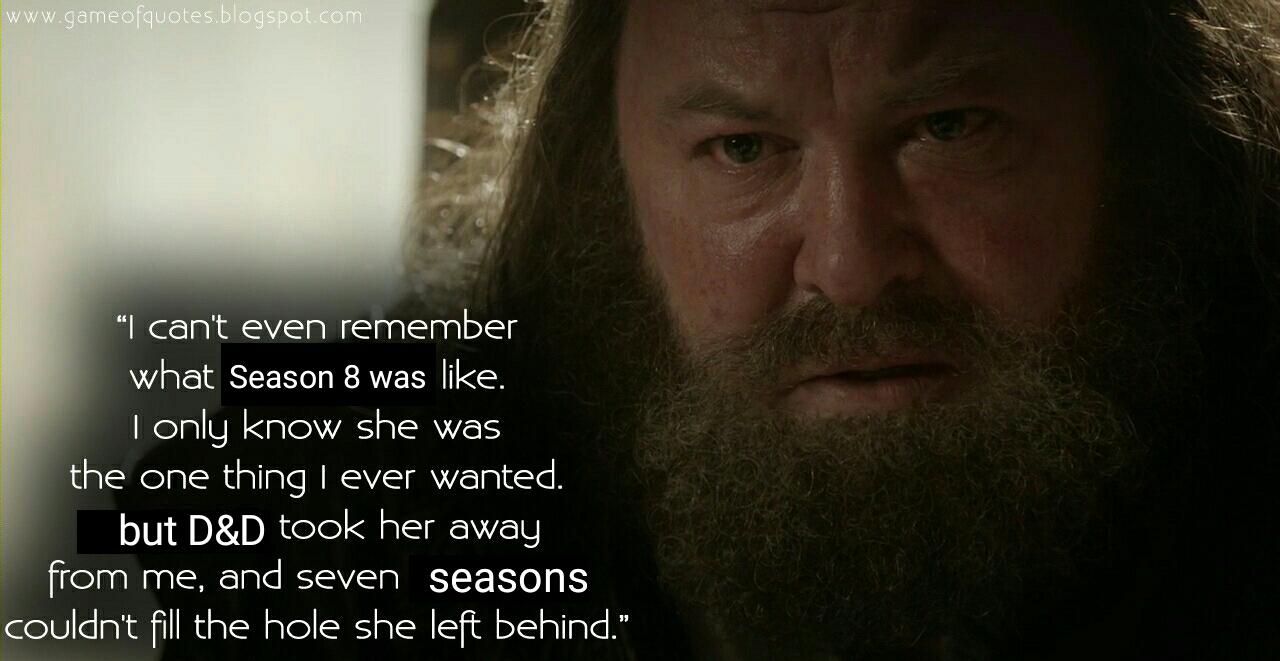 www.gameofquotes.blogspot.com
“I can't even remember
what Season 8 was like.
I only know she was
the one thing I ever wanted.
but D&D took her away
from me, and seven seasons
couldn't fill the hole she left behind.”